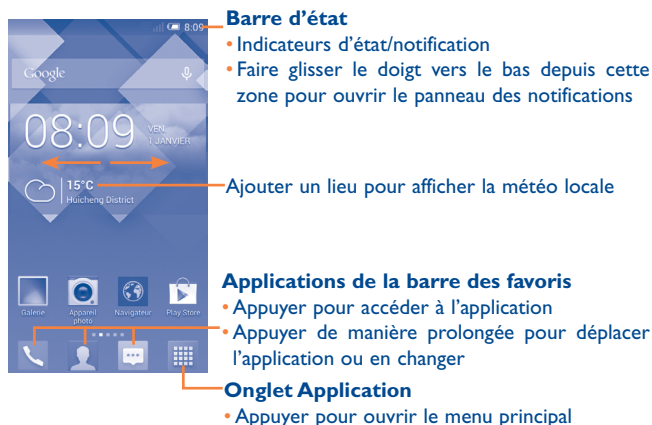 8:09
Google
08:09
VEN.
1 JANVIER
15°C
Huicheng District
Galerie
Appareil photo
Navigateur
Play Store
Barre d’état
• Indicateurs d’état/notification
• Faire glisser le doigt vers le bas depuis cette
zone pour ouvrir le panneau des notifications
Ajouter un lieu pour afficher la météo locale
Applications de la barre des favoris
• Appuyer pour accéder à l’application
• Appuyer de manière prolongée pour déplacer
l’application ou en changer
Onglet Application
• Appuyer pour ouvrir le menu principal